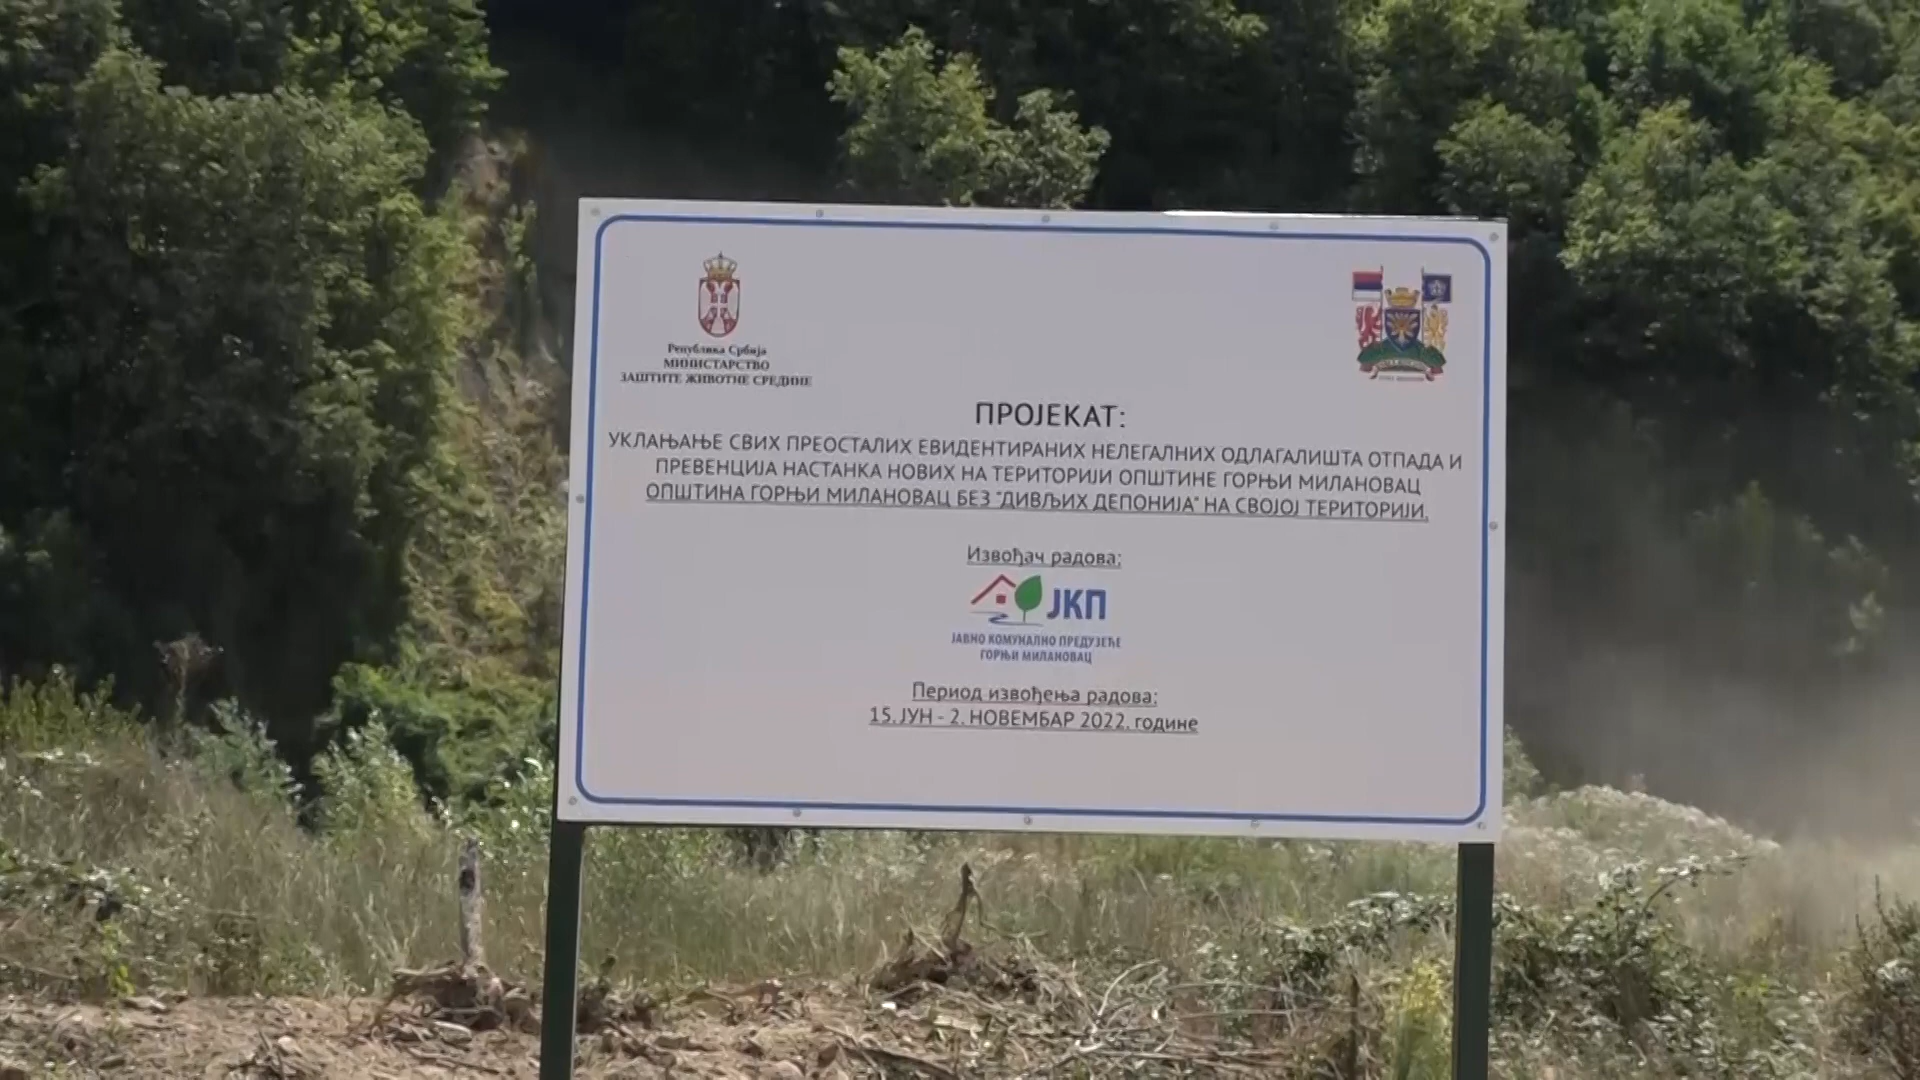 Република Србија
МИНИСТАРСТВО
ЗАШТИТЕ ЖИВОТНЕ СРЕДИНЕ
ПРОЈЕКАТ:
УКЛАЊАЊЕ СВИХ ПРЕОСТАЛИХ ЕВИДЕНТИРАНИХ НЕЛЕГАЛНИХ ОДЛАГАЛИШТА ОТПАДА И
ПРЕВЕНЦИЈА НАСТАНКА НОВИХ НА ТЕРИТОРИЈИ ОПШТИНЕ ГОРЊИ МИЛАНОВАЦ
ОПШТИНА ГОРЊИ МИЛАНОВАЦ БЕЗ "ДИВЉИХ ДЕПОНИЈА" НА СВОЈОЈ ТЕРИТОРИЈИ.
Извођач радова:
ЈКП
ЈАВНО КОМУНАЛНО ПРЕДУЗЕЋЕ
ГОРЊИ МИЛАНОВАЦ
Период извођења радова:
15. ЈУН - 2. НОВЕМБАР 2022. године